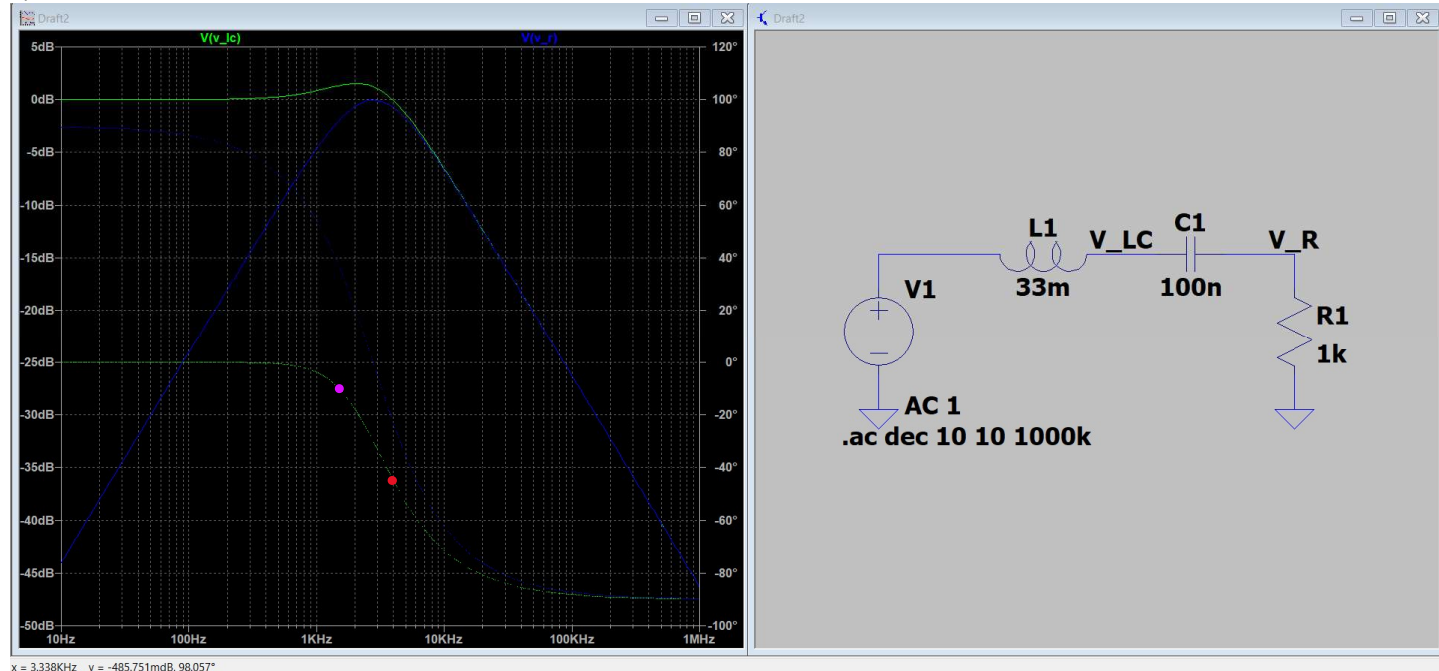 Draft2
V(v_lc) V(v_r)
5dB 120°
0dB 100°
-5dB 80°
-10dB 60°
-15dB 40°
-20dB 20°
-25dB 0°
-30dB -20°
-35dB -40°
-40dB -60°
-45dB -80°
-50dB -100°
10Hz 100Hz 1KHz 10KHz 100KHz 1MHz
x = 3.338KHz y = -485.751mdB, 98.057°
Draft2
L1 V_LC C1 V_R
V1 33m 100n R1
1k
AC 1
.ac dec 10 10 1000k